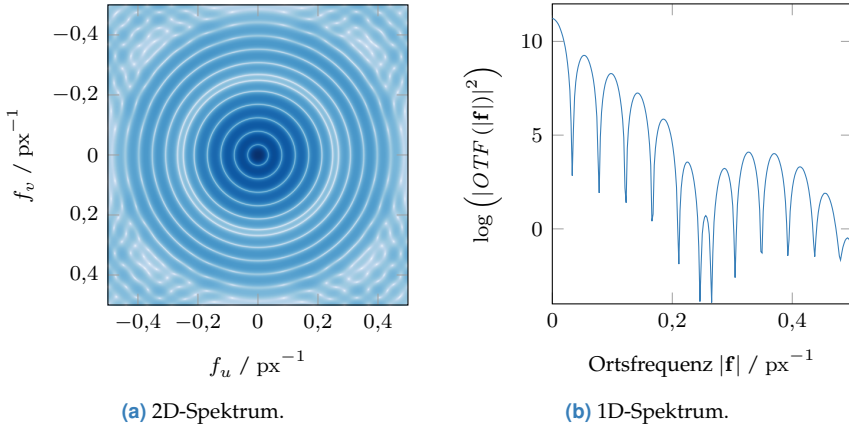 −0,4
−0,2
0
0,2
0,4
f_v / px⁻¹
−0,4 −0,2 0 0,2 0,4
f_u / px⁻¹
(a) 2D-Spektrum.
10
5
0
log (|OTF (|f|)|²)
0 0,2 0,4
Ortsfrequenz |f| / px⁻¹
(b) 1D-Spektrum.